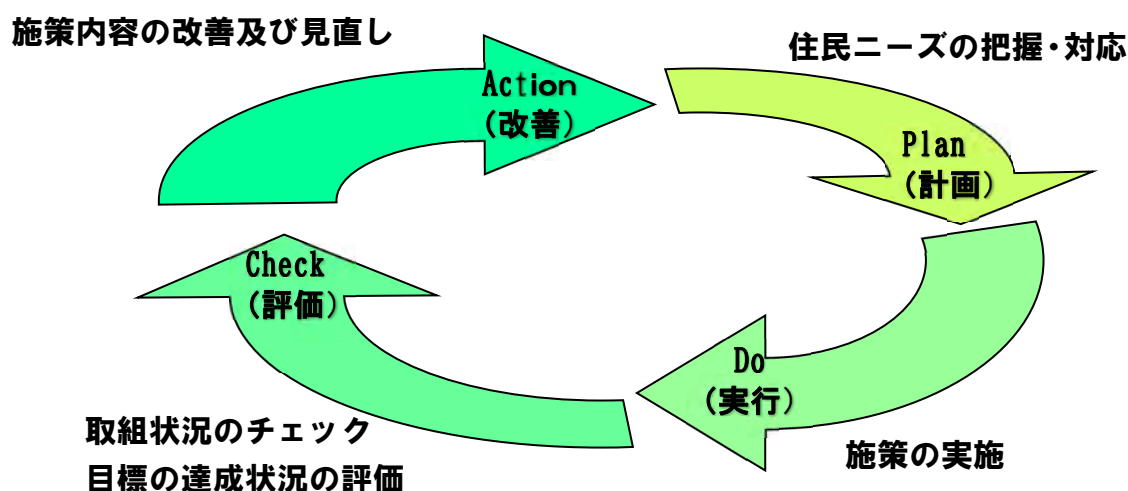 施策内容の改善及び見直し
Action
（改善）
住民ニーズの把握・対応
Plan
（計画）
Do
（実行）
施策の実施
Check
（評価）
取組状況のチェック
目標の達成状況の評価